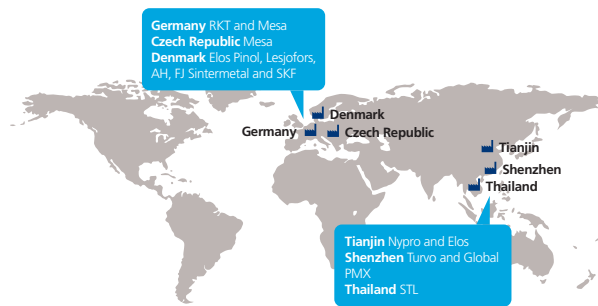 Germany RKT and Mesa
Czech Republic Mesa
Denmark Elos Pinol, Lesjofors,
AH, FJ Sintermetal and SKF
Denmark
Germany
Czech Republic
Tianjin
Shenzhen
Thailand
Tianjin Nypro and Elos
Shenzhen Turvo and Global
PMX
Thailand STL